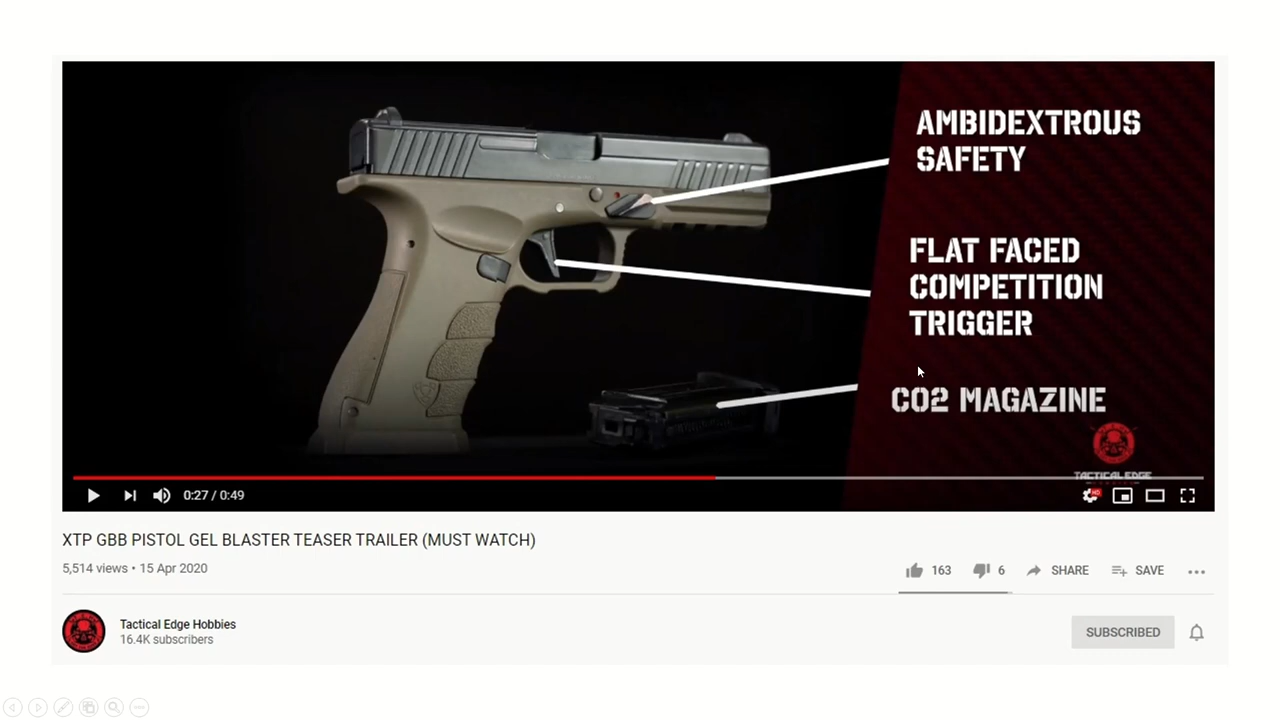 AMBIDEXTROUS
SAFETY
FLAT FACED
COMPETITION
TRIGGER
CO2 MAGAZINE
TACTICAL EDGE
0:27 / 0:49
HD
XTP GBB PISTOL GEL BLASTER TEASER TRAILER (MUST WATCH)
5,514 views • 15 Apr 2020
163
6
SHARE
SAVE
Tactical Edge Hobbies
16.4K subscribers
SUBSCRIBED